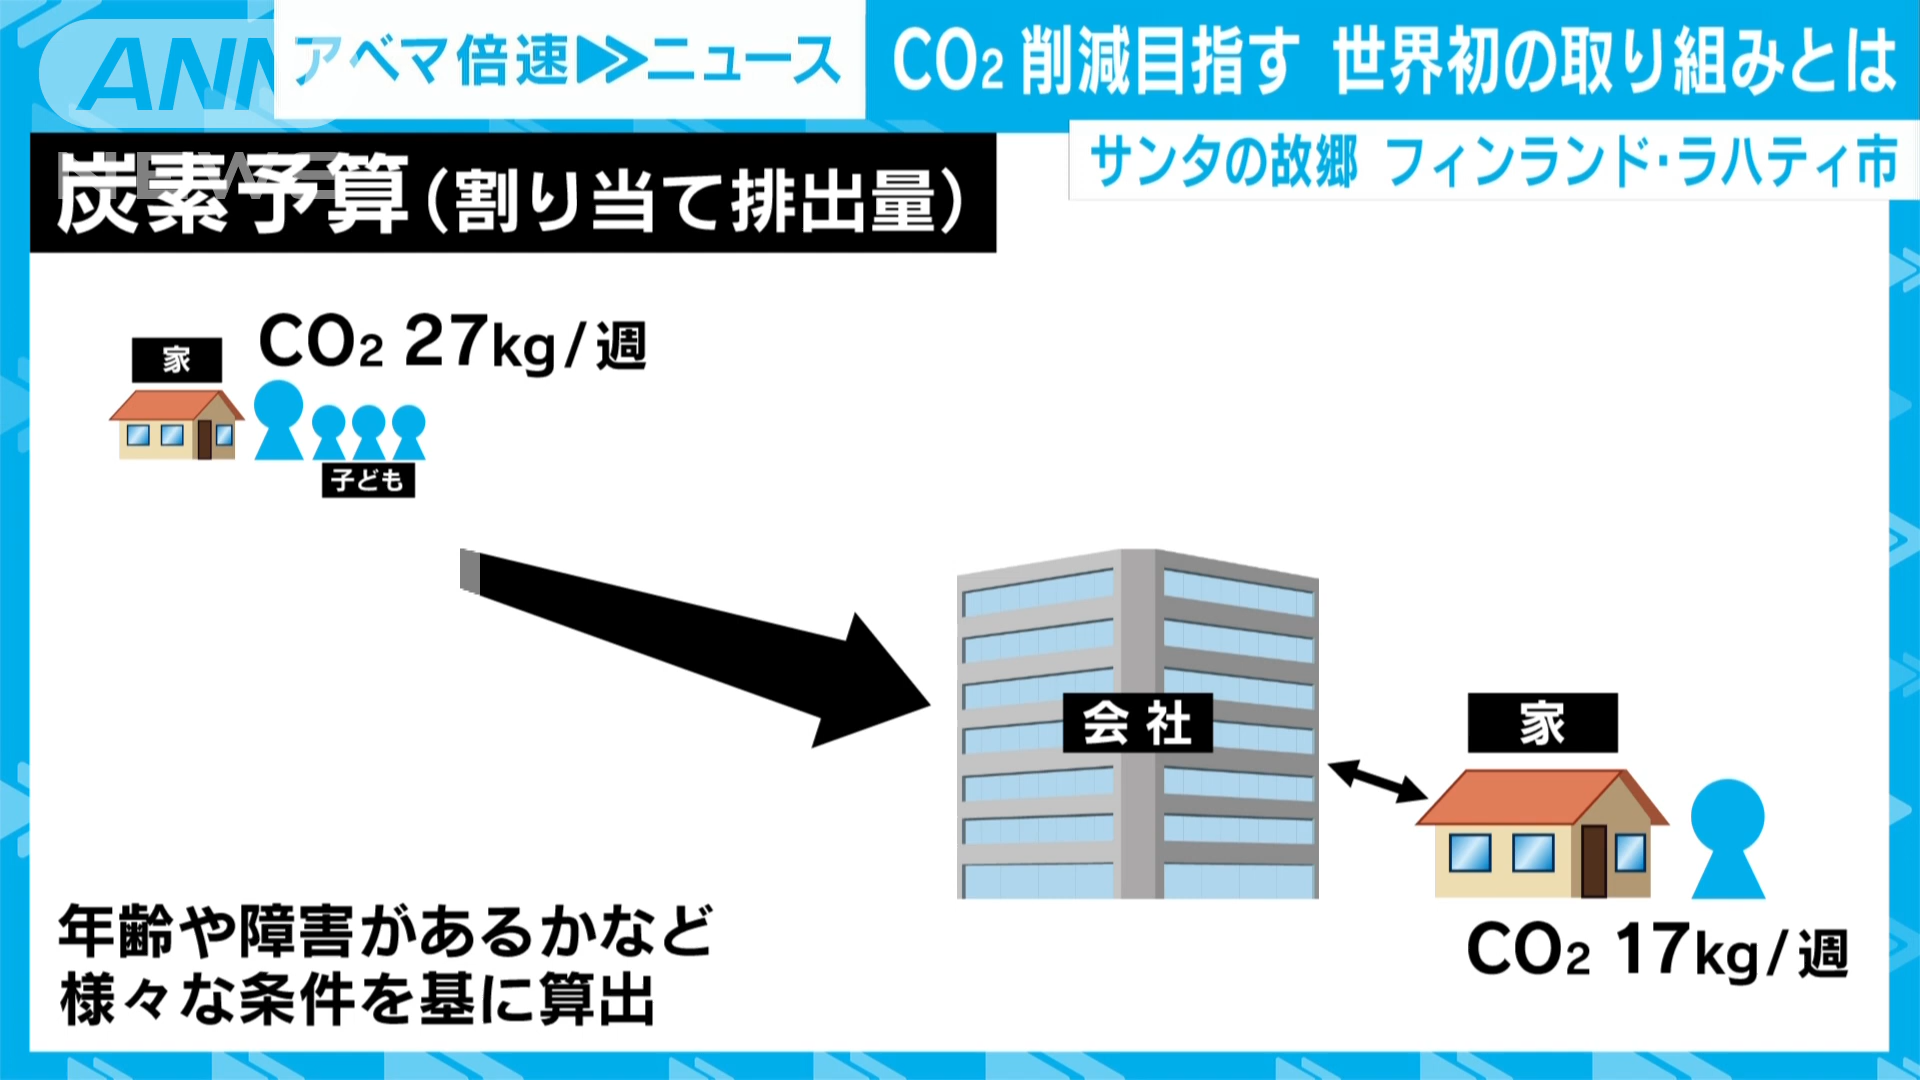 ANN NEWS
アベマ倍速▶▶ニュース
CO₂ 削減目指す 世界初の取り組みとは
サンタの故郷 フィンランド・ラハティ市
炭素予算(割り当て排出量)
CO₂ 27kg/週
家
子ども
会社
家
CO₂ 17kg/週
年齢や障害があるかなど
様々な条件を基に算出